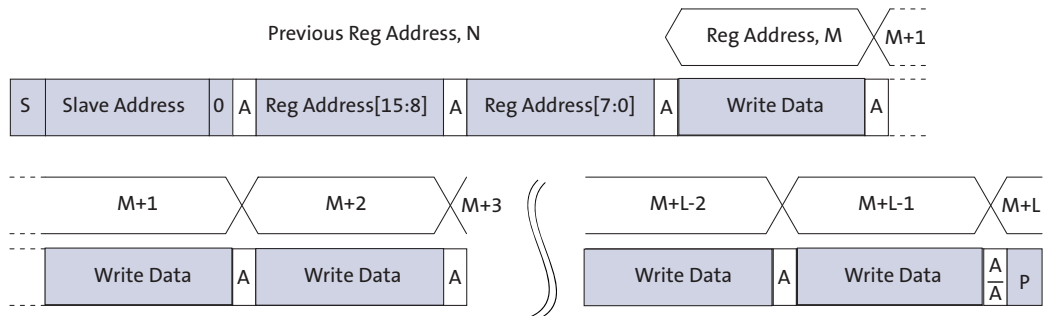 Previous Reg Address, N Reg Address, M M+1
S Slave Address 0 A Reg Address[15:8] A Reg Address[7:0] A Write Data A
M+1 M+2 M+3 M+L-2 M+L-1 M+L
Write Data A Write Data A Write Data A Write Data A A̅ P